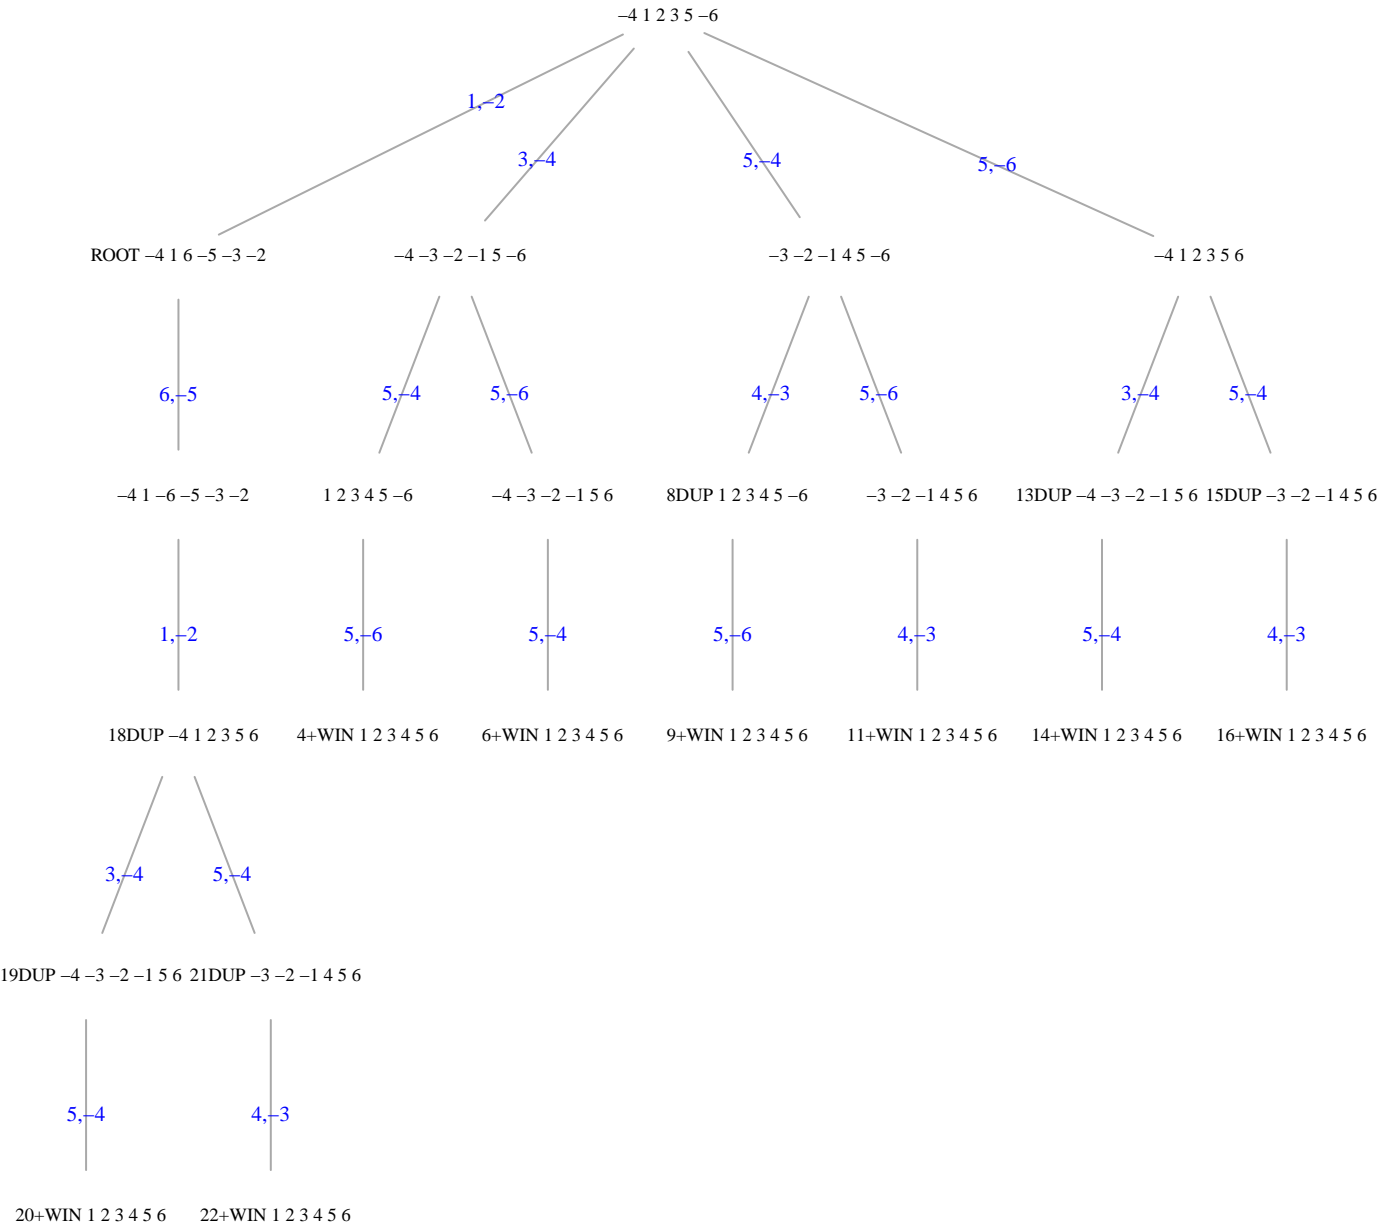 –4 1 2 3 5 –6
1,–2
3,–4
5,–4
5,–6
ROOT –4 1 6 –5 –3 –2
–4 –3 –2 –1 5 –6
–3 –2 –1 4 5 –6
–4 1 2 3 5 6
6,–5
5,–4
5,–6
4,–3
5,–6
3,–4
5,–4
–4 1 –6 –5 –3 –2
1 2 3 4 5 –6
–4 –3 –2 –1 5 6
8DUP 1 2 3 4 5 –6
–3 –2 –1 4 5 6
13DUP –4 –3 –2 –1 5 6
15DUP –3 –2 –1 4 5 6
1,–2
5,–6
5,–4
5,–6
4,–3
5,–4
4,–3
18DUP –4 1 2 3 5 6
4+WIN 1 2 3 4 5 6
6+WIN 1 2 3 4 5 6
9+WIN 1 2 3 4 5 6
11+WIN 1 2 3 4 5 6
14+WIN 1 2 3 4 5 6
16+WIN 1 2 3 4 5 6
3,–4
5,–4
19DUP –4 –3 –2 –1 5 6
21DUP –3 –2 –1 4 5 6
5,–4
4,–3
20+WIN 1 2 3 4 5 6
22+WIN 1 2 3 4 5 6